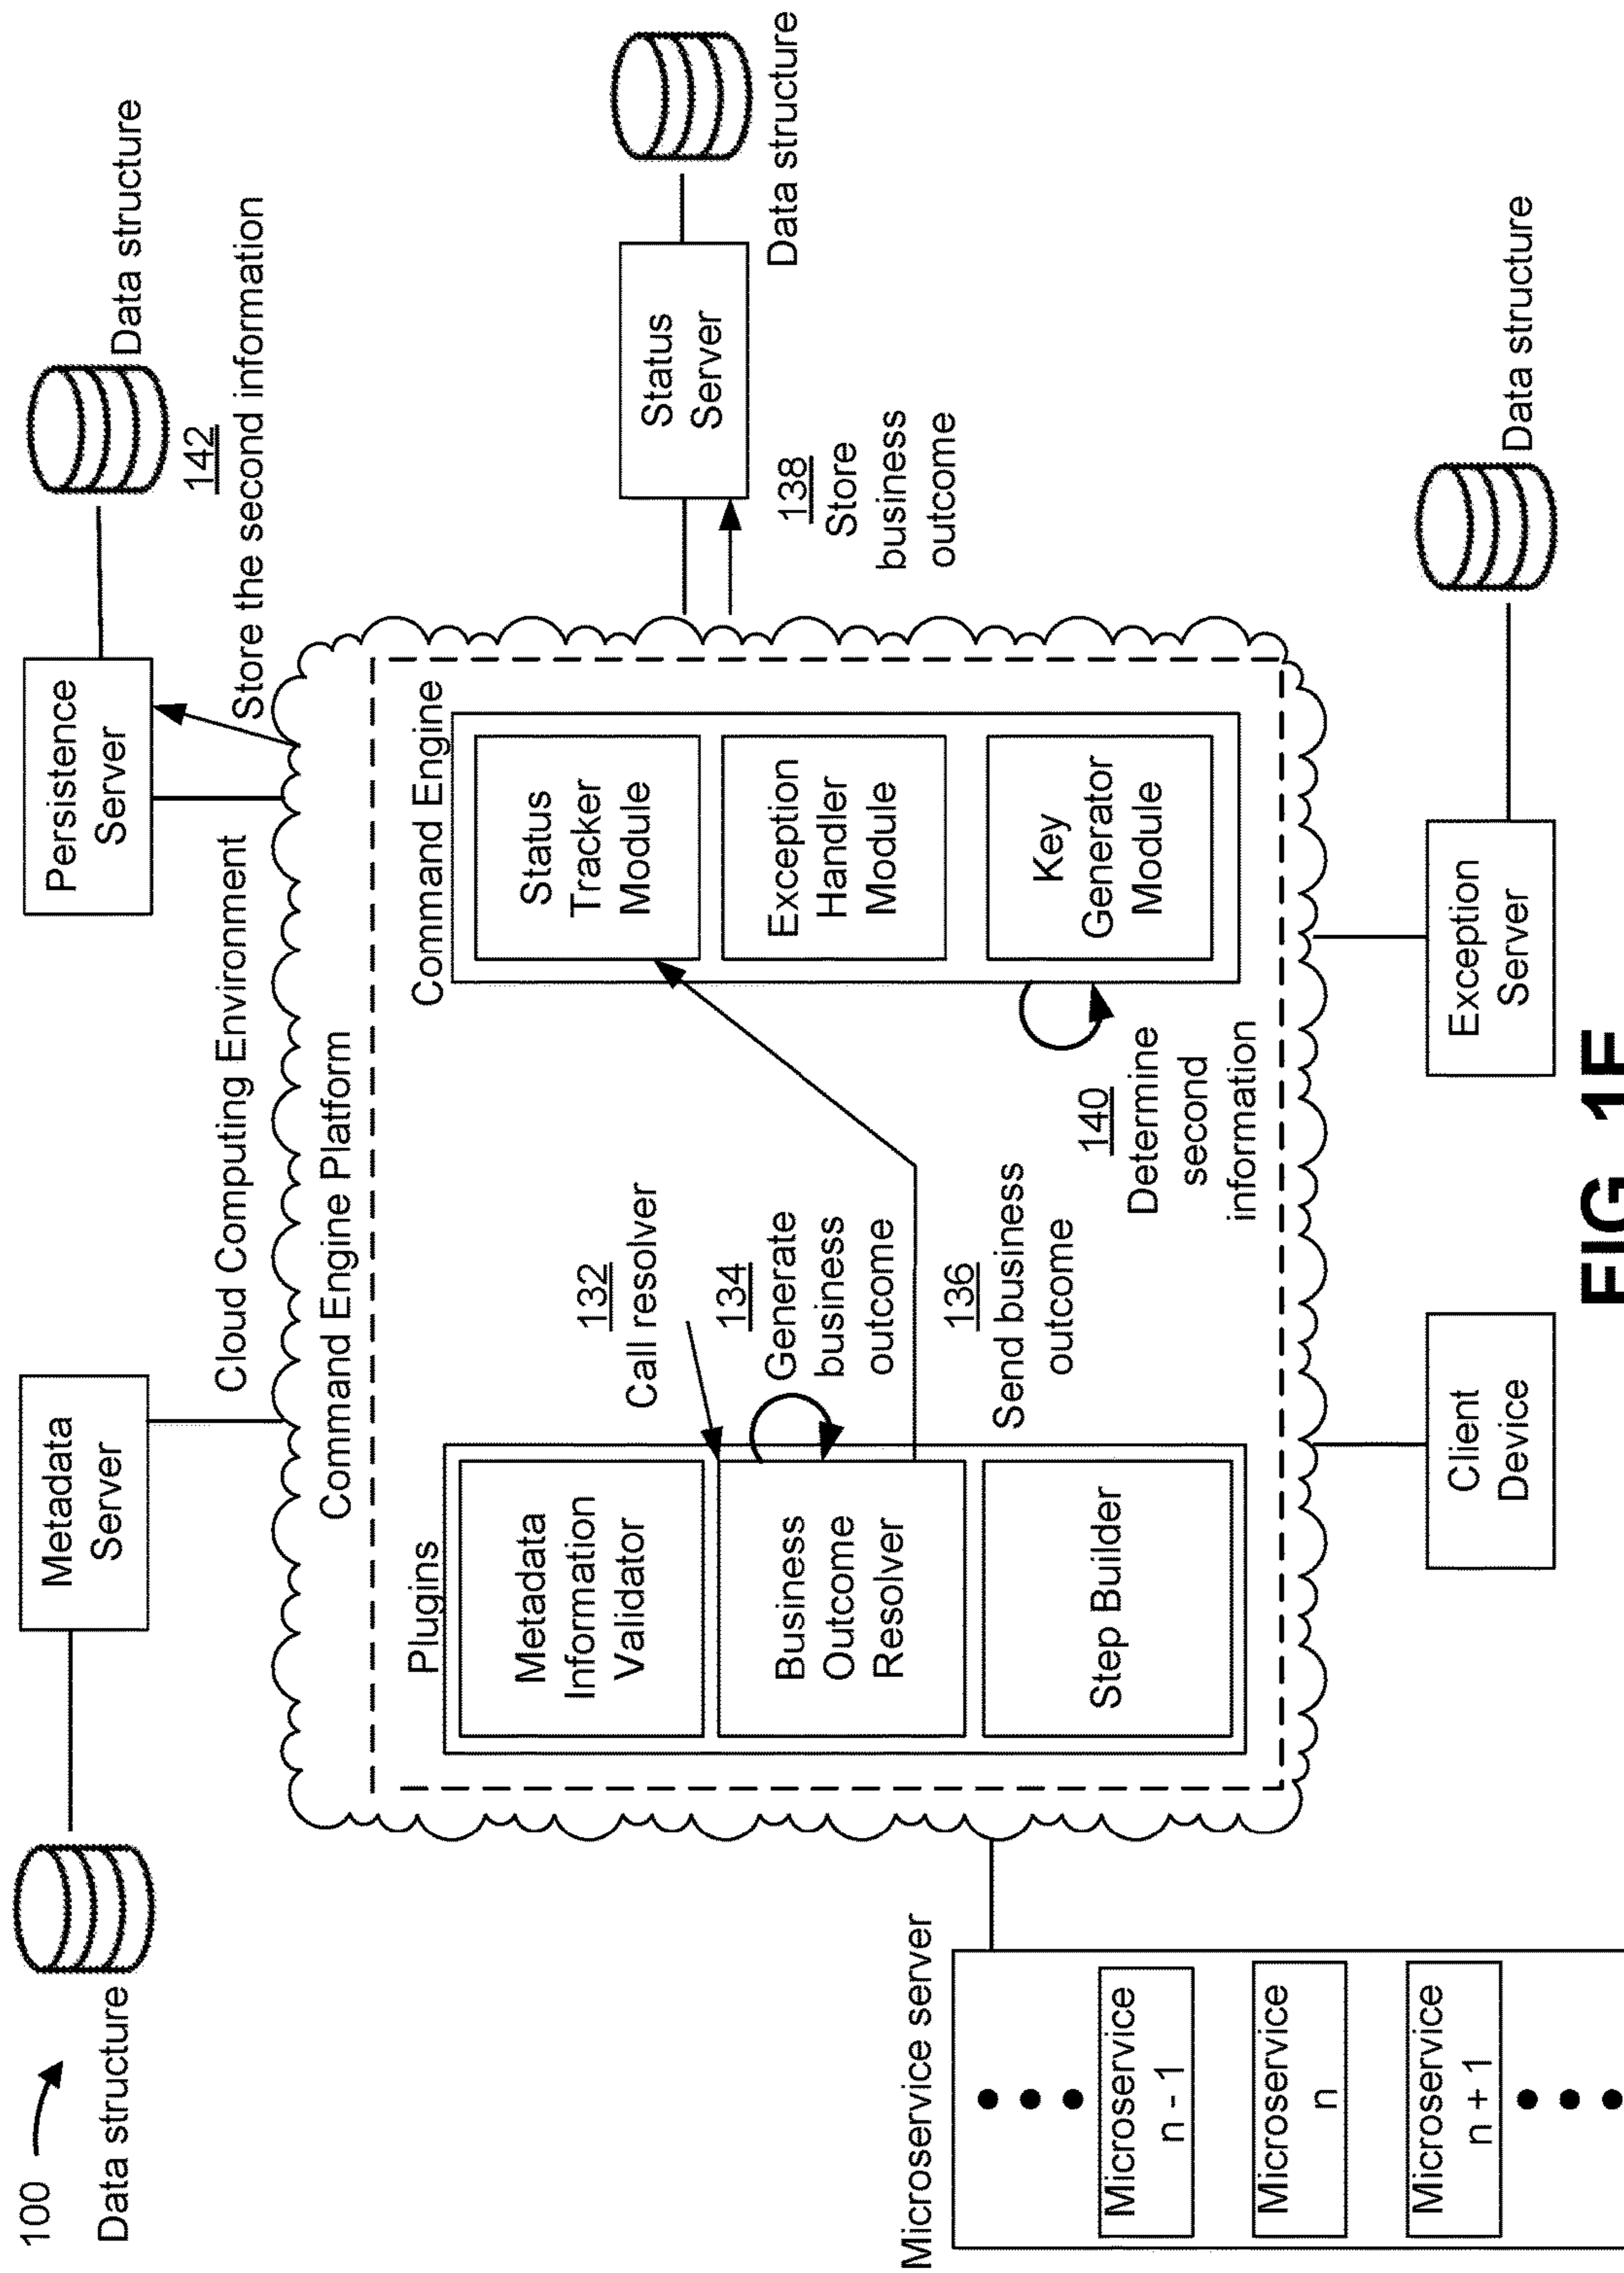 100
Data structure
Metadata
Server
Persistence
Server
Data structure
142
Store the second information
Cloud Computing Environment
Command Engine Platform
Plugins
Metadata
Information
Validator
Business
Outcome
Resolver
Step Builder
132
Call resolver
134
Generate
business
outcome
136
Send business
outcome
Command Engine
Status
Tracker
Module
Exception
Handler
Module
Key
Generator
Module
140
Determine
second
information
Status
Server
Data structure
138
Store
business
outcome
Microservice server
Microservice
n - 1
Microservice
n
Microservice
n + 1
Client
Device
Exception
Server
Data structure
FIG